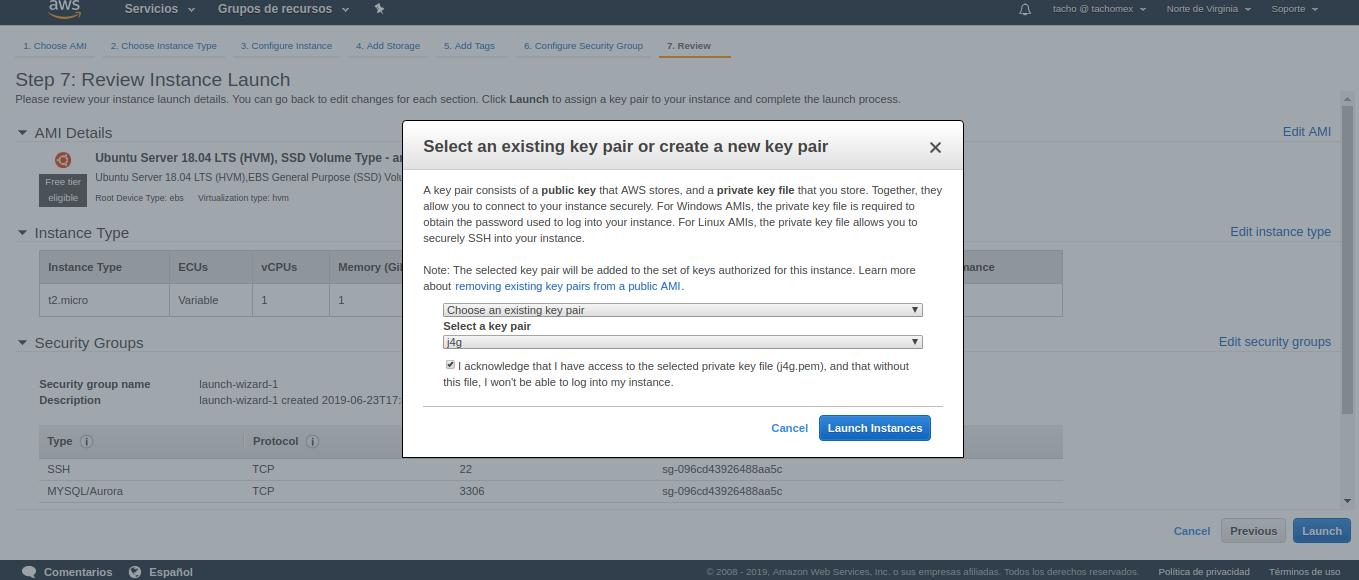 aws Servicios Grupos de recursos tacho @ tachomex Norte de Virginia Soporte
1. Choose AMI 2. Choose Instance Type 3. Configure Instance 4. Add Storage 5. Add Tags 6. Configure Security Group 7. Review
Step 7: Review Instance Launch
Please review your instance launch details. You can go back to edit changes for each section. Click Launch to assign a key pair to your instance and complete the launch process.
AMI Details Edit AMI
Ubuntu Server 18.04 LTS (HVM), SSD Volume Type -
Free tier eligible
Ubuntu Server 18.04 LTS (HVM),EBS General Purpose (SSD)
Root Device Type: ebs Virtualization type: hvm
Instance Type Edit instance type
Instance Type ECUs vCPUs Memory
t2.micro Variable 1 1
Security Groups Edit security groups
Security group name launch-wizard-1
Description launch-wizard-1 created 2019-06-23T17:
Type Protocol
SSH TCP 22 sg-096cd43926488aa5c
MYSQL/Aurora TCP 3306 sg-096cd43926488aa5c
Select an existing key pair or create a new key pair
A key pair consists of a public key that AWS stores, and a private key file that you store. Together, they
allow you to connect to your instance securely. For Windows AMIs, the private key file is required to
obtain the password used to log into your instance. For Linux AMIs, the private key file allows you to
securely SSH into your instance.
Note: The selected key pair will be added to the set of keys authorized for this instance. Learn more
about removing existing key pairs from a public AMI.
Choose an existing key pair
Select a key pair
j4g
I acknowledge that I have access to the selected private key file (j4g.pem), and that without
this file, I won't be able to log into my instance.
Cancel Launch Instances
Cancel Previous Launch
Comentarios Español © 2008 - 2019, Amazon Web Services, Inc. o sus empresas afiliadas. Todos los derechos reservados. Política de privacidad Términos de uso